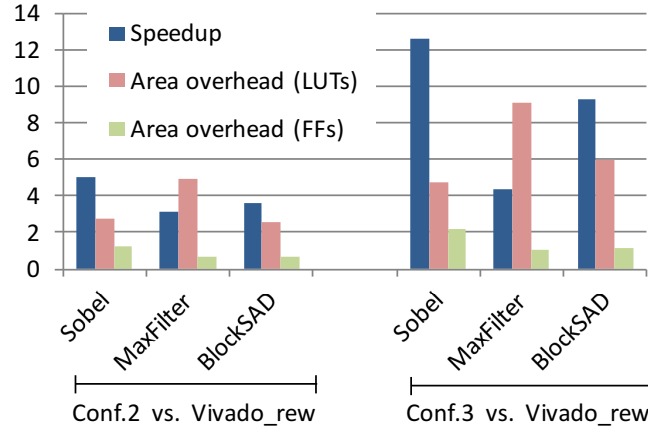 14
12
10
8
6
4
2
0
Speedup
Area overhead (LUTs)
Area overhead (FFs)
Sobel
MaxFilter
BlockSAD
Sobel
MaxFilter
BlockSAD
Conf.2 vs. Vivado_rew
Conf.3 vs. Vivado_rew